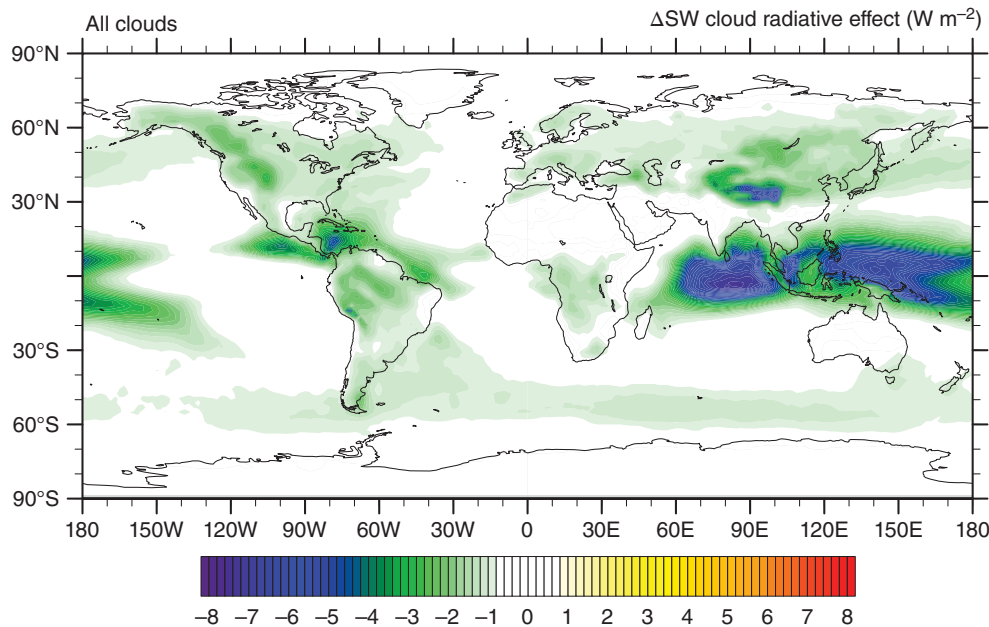 All clouds
ΔSW cloud radiative effect (W m⁻²)
90°N
60°N
30°N
30°S
60°S
90°S
180 150W 120W 90W 60W 30W 0 30E 60E 90E 120E 150E 180
–8 –7 –6 –5 –4 –3 –2 –1 0 1 2 3 4 5 6 7 8